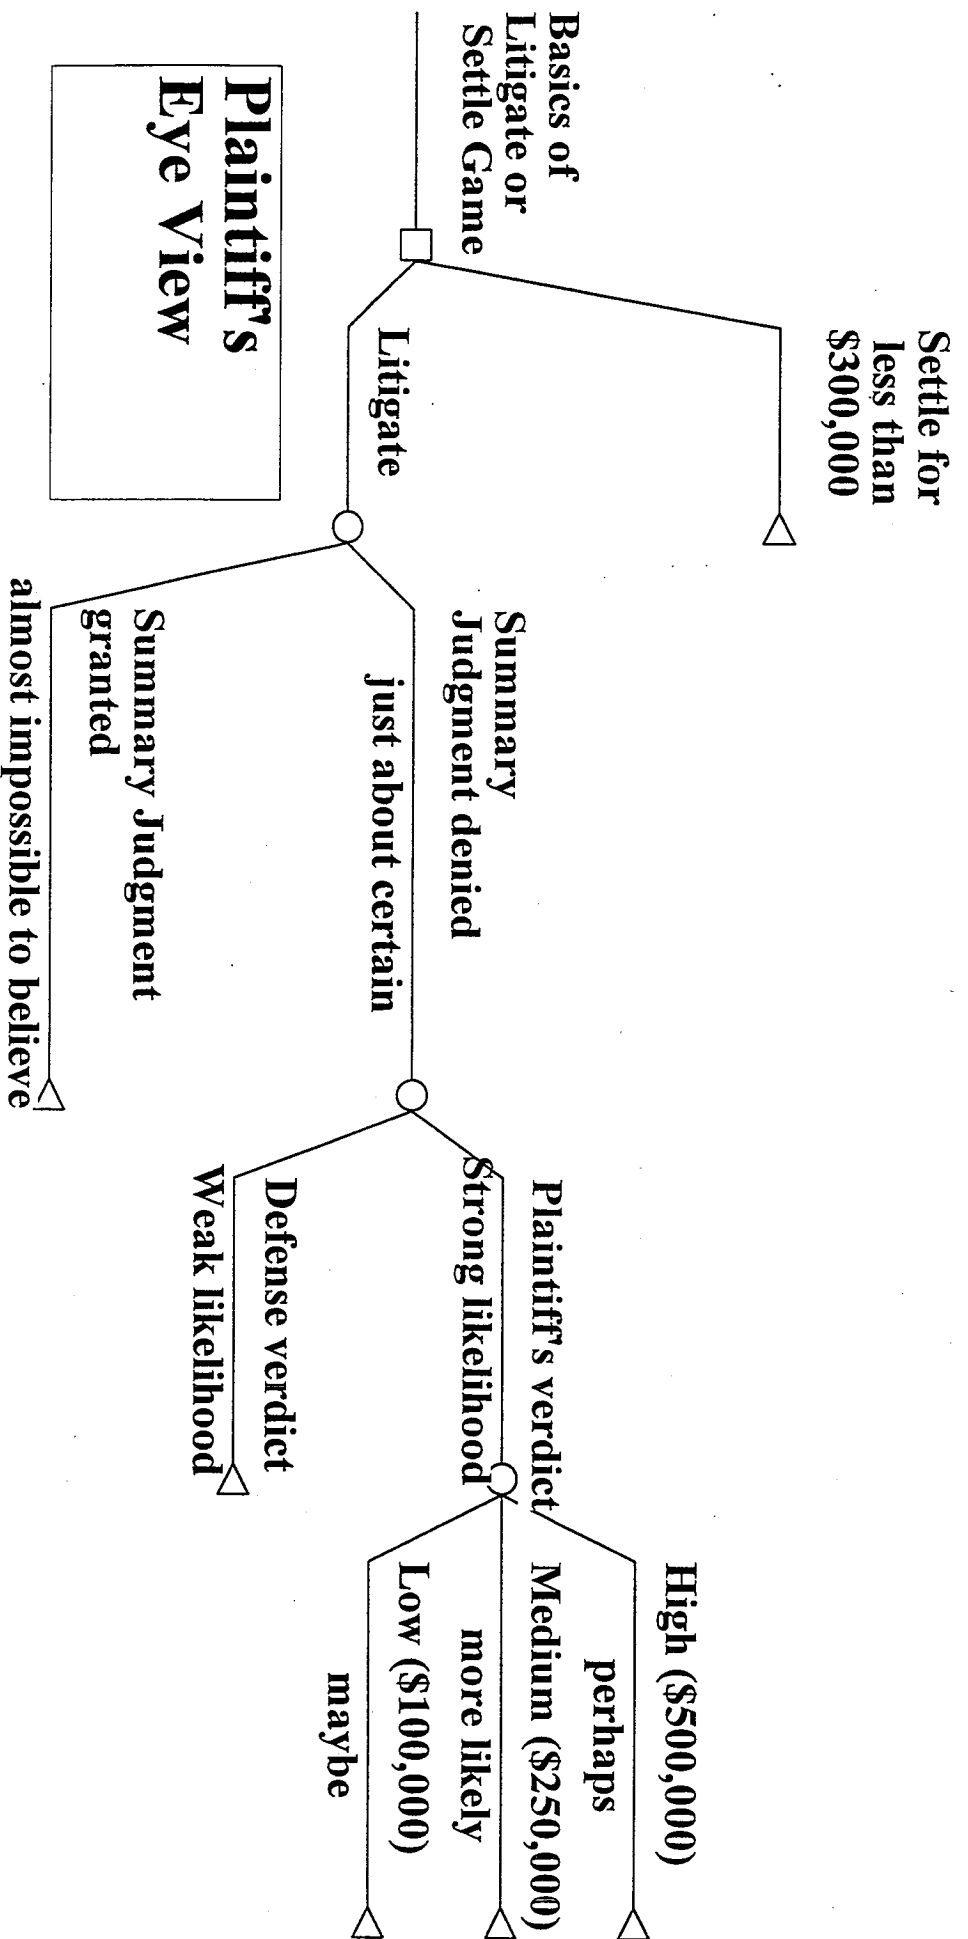 Basics of
Litigate or
Settle Game
Settle for
less than
$300,000
Litigate
Summary
Judgment denied
just about certain
Summary Judgment
granted
almost impossible to believe
Plaintiff's verdict
Strong likelihood
Defense verdict
Weak likelihood
High ($500,000)
perhaps
Medium ($250,000)
more likely
Low ($100,000)
maybe
Plaintiff's
Eye View